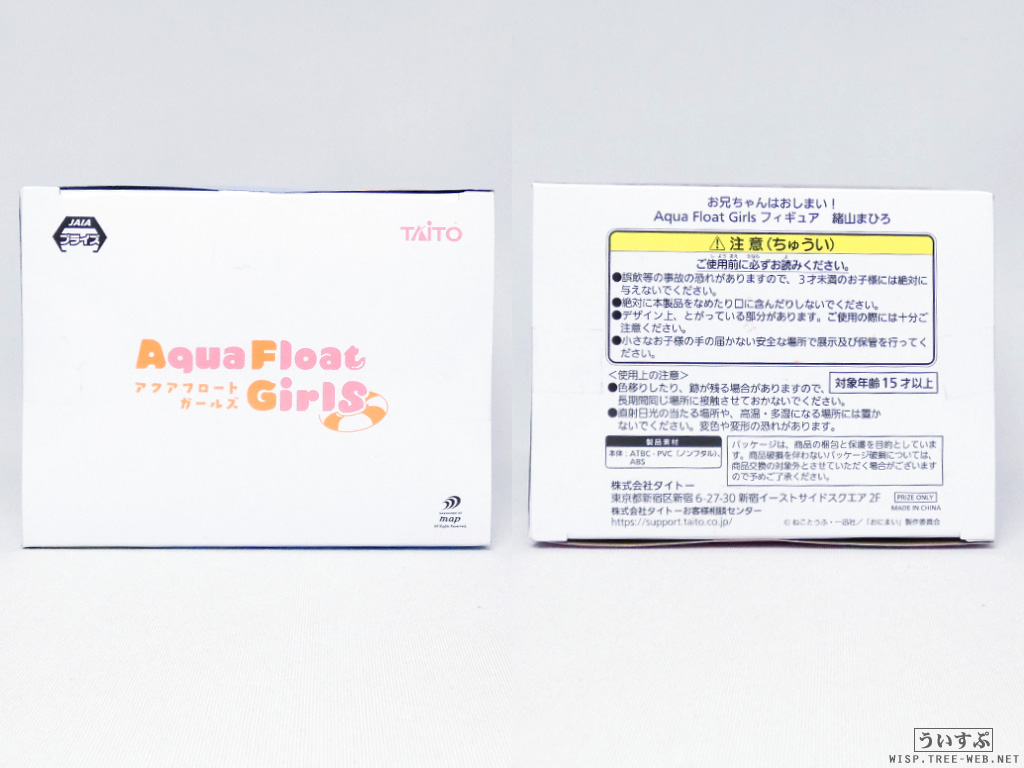 JAIA
プライズ
TAITO
Aqua Float
アクアフロート
Girls
ガールズ
map
All Rights Reserved.
お兄ちゃんはおしまい！
Aqua Float Girls フィギュア　緒山まひろ
⚠注意(ちゅうい)
ご使用前に必ずお読みください。
●誤飲等の事故の恐れがありますので、３才未満のお子様には絶対に
与えないでください。
●絶対に本製品をなめたり口に含んだりしないでください。
●デザイン上、とがっている部分があります。ご使用の際には十分ご
注意ください。
●小さなお子様の手の届かない安全な場所で展示及び保管を行ってく
ださい。
＜使用上の注意＞
●色移りしたり、跡が残る場合がありますので、
長期間同じ場所に接触させておかないでください。
対象年齢15才以上
●直射日光の当たる場所や、高温・多湿になる場所には置か
ないでください。変色や変形の恐れがあります。
製品素材
本体：ATBC-PVC（ノンフタル）、
ABS
パッケージは、商品の梱包と保護を目的としていま
す。商品破損を伴わないパッケージ破損については、
商品交換の対象外とさせていただく場合がございます
ので予めご了承ください。
株式会社タイトー
東京都新宿区新宿6-27-30 新宿イーストサイドスクエア 2F
株式会社タイトーお客様相談センター
https://support.taito.co.jp/
PRIZE ONLY
MADE IN CHINA
© ねことうふ・一迅社／「おにまい」製作委員会
ういすぷ
WISP.TREE-WEB.NET